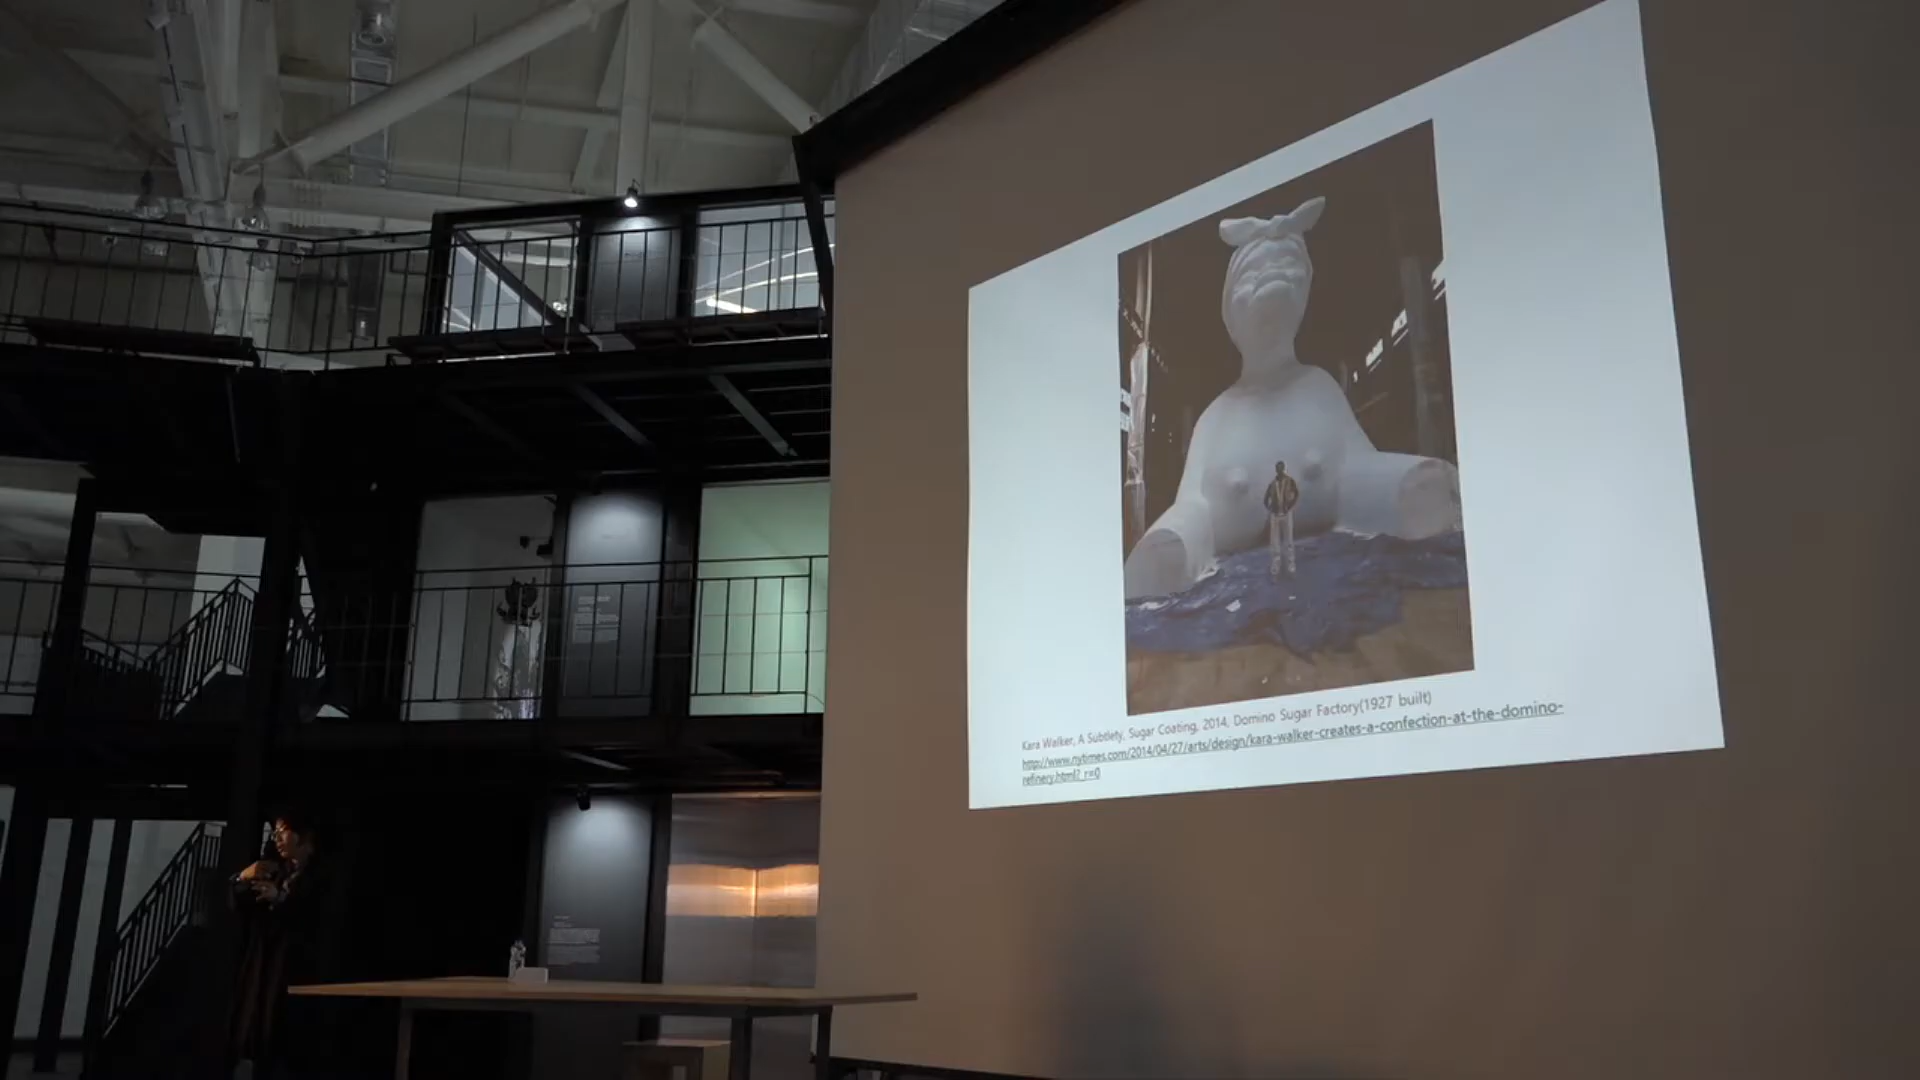 Kara Walker, A Subtlety, Sugar Coating, 2014, Domino Sugar Factory(1927 built)
http://www.nytimes.com/2014/04/27/arts/design/kara-walker-creates-a-confection-at-the-domino-
refinery.html?_r=0